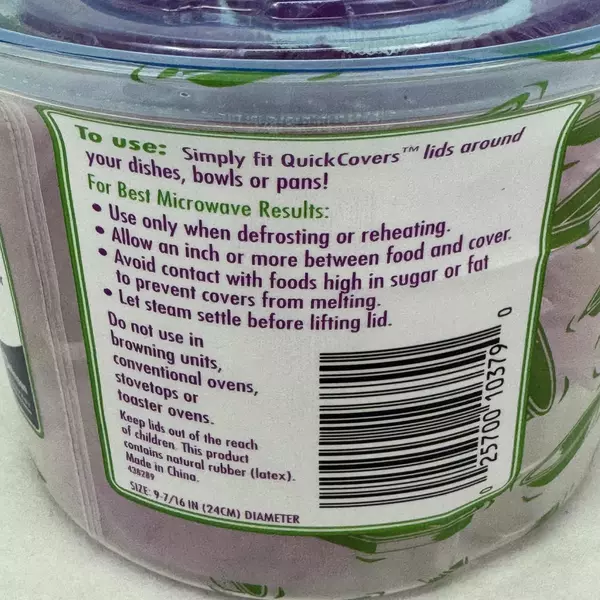 To use: Simply fit QuickCovers™ lids around
your dishes, bowls or pans!
For Best Microwave Results:
• Use only when defrosting or reheating.
• Allow an inch or more between food and cover.
• Avoid contact with foods high in sugar or fat
to prevent covers from melting.
• Let steam settle before lifting lid.
Do not use in
browning units,
conventional ovens,
stovetops or
toaster ovens.
Keep lids out of the reach
of children. This product
contains natural rubber (latex).
Made in China.
438289
SIZE: 9-7/16 IN (24CM) DIAMETER
0 25700 10379 0